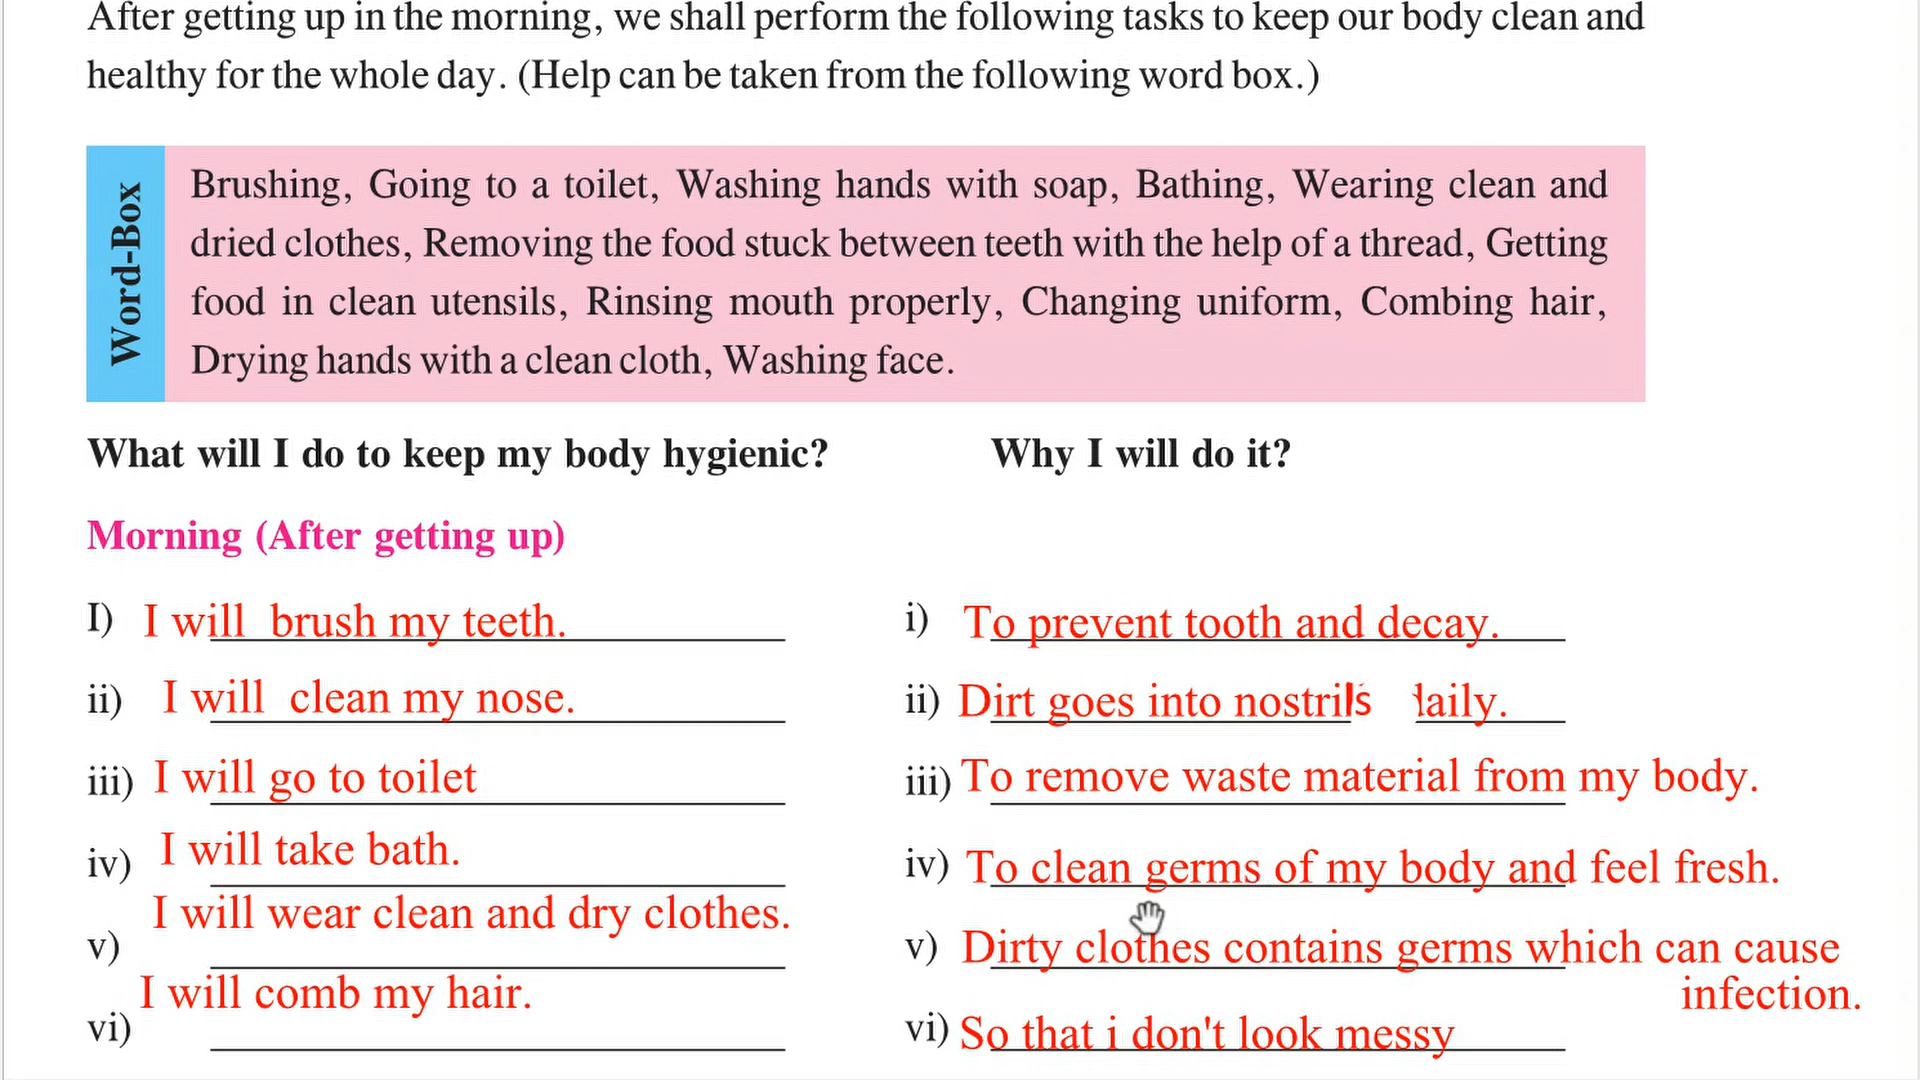 After getting up in the morning, we shall perform the following tasks to keep our body clean and
healthy for the whole day. (Help can be taken from the following word box.)
Word-Box
Brushing, Going to a toilet, Washing hands with soap, Bathing, Wearing clean and
dried clothes, Removing the food stuck between teeth with the help of a thread, Getting
food in clean utensils, Rinsing mouth properly, Changing uniform, Combing hair,
Drying hands with a clean cloth, Washing face.
What will I do to keep my body hygienic? Why I will do it?
Morning (After getting up)
I) I will brush my teeth. i) To prevent tooth and decay.
ii) I will clean my nose. ii) Dirt goes into nostrils daily.
iii) I will go to toilet iii) To remove waste material from my body.
iv) I will take bath. iv) To clean germs of my body and feel fresh.
v) I will wear clean and dry clothes. v) Dirty clothes contains germs which can cause
infection.
vi) I will comb my hair. vi) So that i don't look messy